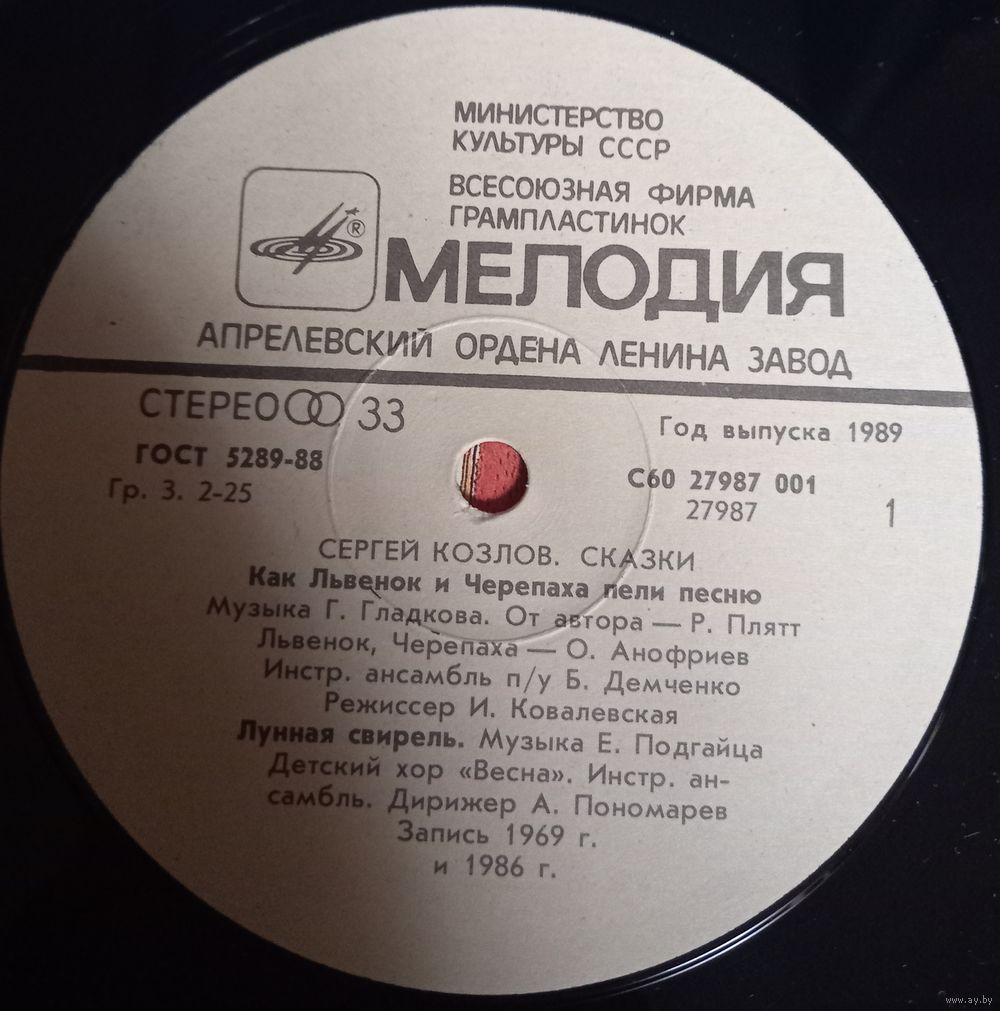 МИНИСТЕРСТВО
КУЛЬТУРЫ СССР
ВСЕСОЮЗНАЯ ФИРМА
ГРАМПЛАСТИНОК
®
МЕЛОДИЯ
АПРЕЛЕВСКИЙ ОРДЕНА ЛЕНИНА ЗАВОД
СТЕРЕО 33
Год выпуска 1989
ГОСТ 5289-88
С60 27987 001
Гр. 3. 2-25
27987
1
СЕРГЕЙ КОЗЛОВ. СКАЗКИ
Как Львенок и Черепаха пели песню
Музыка Г. Гладкова. От автора — Р. Плятт
Львенок, Черепаха — О. Анофриев
Инстр. ансамбль п/у Б. Демченко
Режиссер И. Ковалевская
Лунная свирель. Музыка Е. Подгайца
Детский хор «Весна». Инстр. ан-
самбль. Дирижер А. Пономарев
Запись 1969 г.
и 1986 г.
www.ay.by